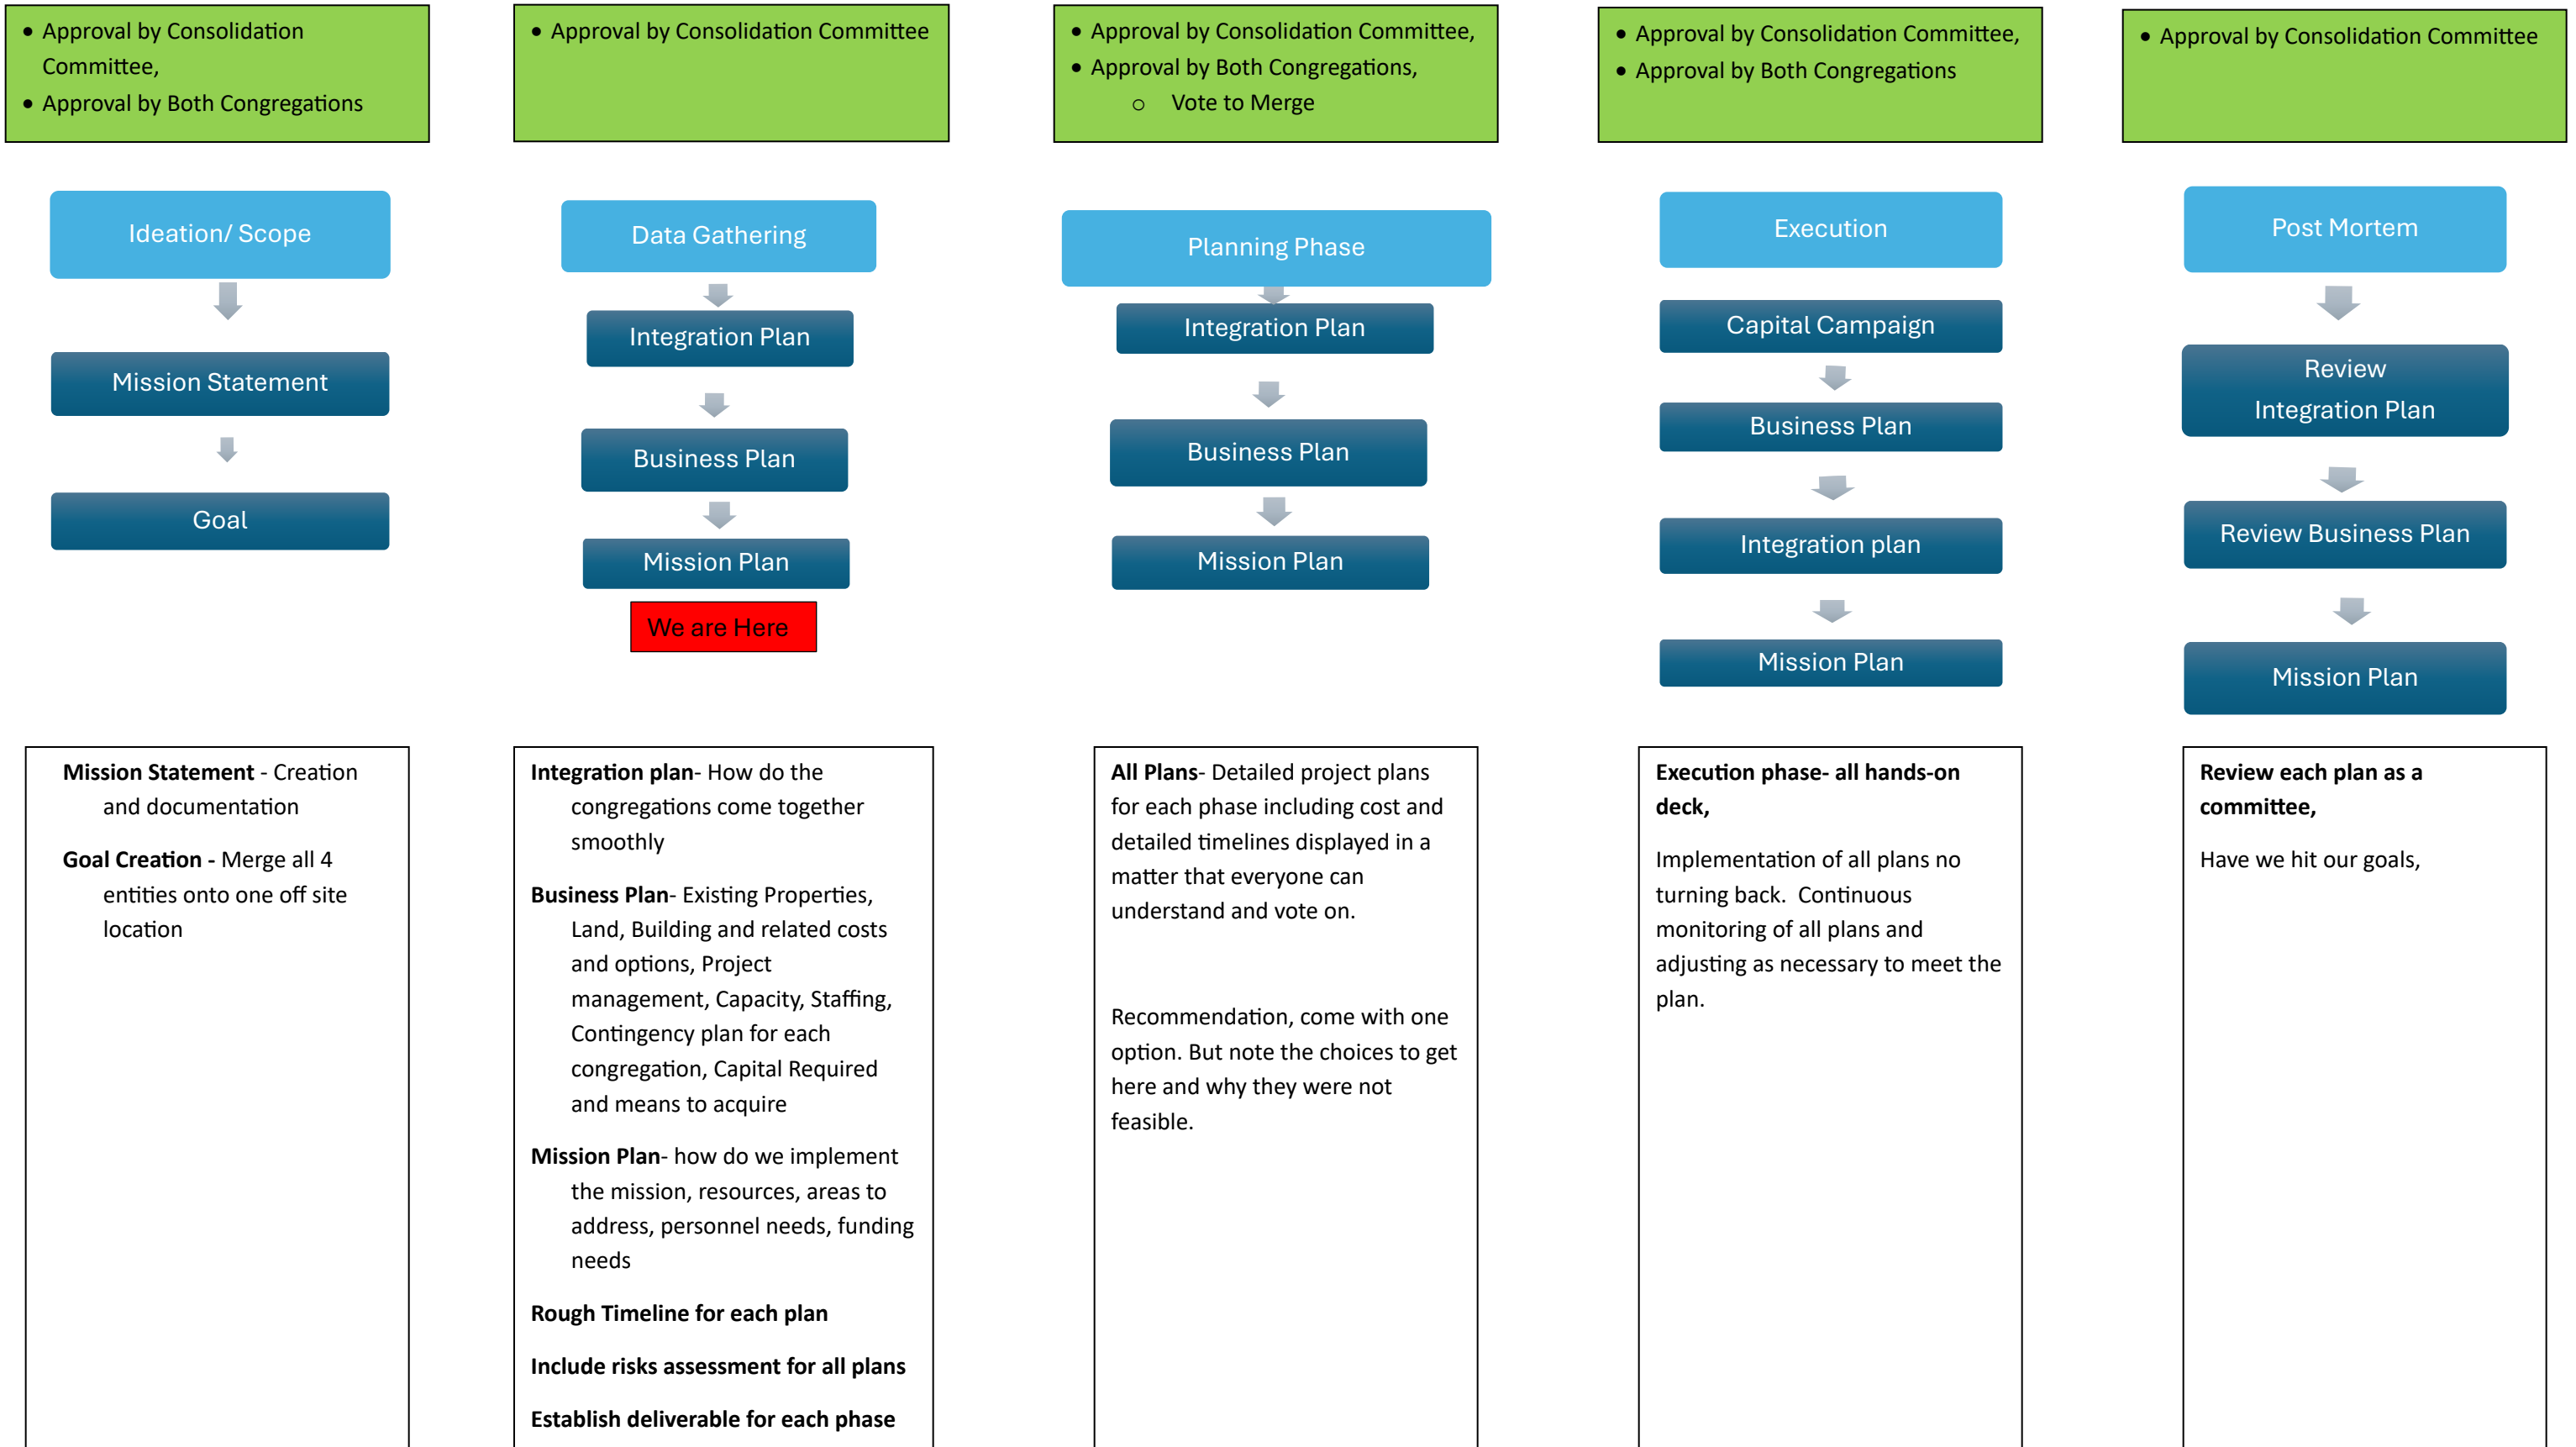 • Approval by Consolidation
Committee,
• Approval by Both Congregations
• Approval by Consolidation Committee
• Approval by Consolidation Committee,
• Approval by Both Congregations,
o Vote to Merge
• Approval by Consolidation Committee,
• Approval by Both Congregations
• Approval by Consolidation Committee
Ideation/ Scope
Mission Statement
Goal
Data Gathering
Integration Plan
Business Plan
Mission Plan
We are Here
Planning Phase
Integration Plan
Business Plan
Mission Plan
Execution
Capital Campaign
Business Plan
Integration plan
Mission Plan
Post Mortem
Review
Integration Plan
Review Business Plan
Mission Plan
Mission Statement - Creation
and documentation
Goal Creation - Merge all 4
entities onto one off site
location
Integration plan- How do the
congregations come together
smoothly
Business Plan- Existing Properties,
Land, Building and related costs
and options, Project
management, Capacity, Staffing,
Contingency plan for each
congregation, Capital Required
and means to acquire
Mission Plan- how do we implement
the mission, resources, areas to
address, personnel needs, funding
needs
Rough Timeline for each plan
Include risks assessment for all plans
Establish deliverable for each phase
All Plans- Detailed project plans
for each phase including cost and
detailed timelines displayed in a
matter that everyone can
understand and vote on.
Recommendation, come with one
option. But note the choices to get
here and why they were not
feasible.
Execution phase- all hands-on
deck,
Implementation of all plans no
turning back.  Continuous
monitoring of all plans and
adjusting as necessary to meet the
plan.
Review each plan as a
committee,
Have we hit our goals,